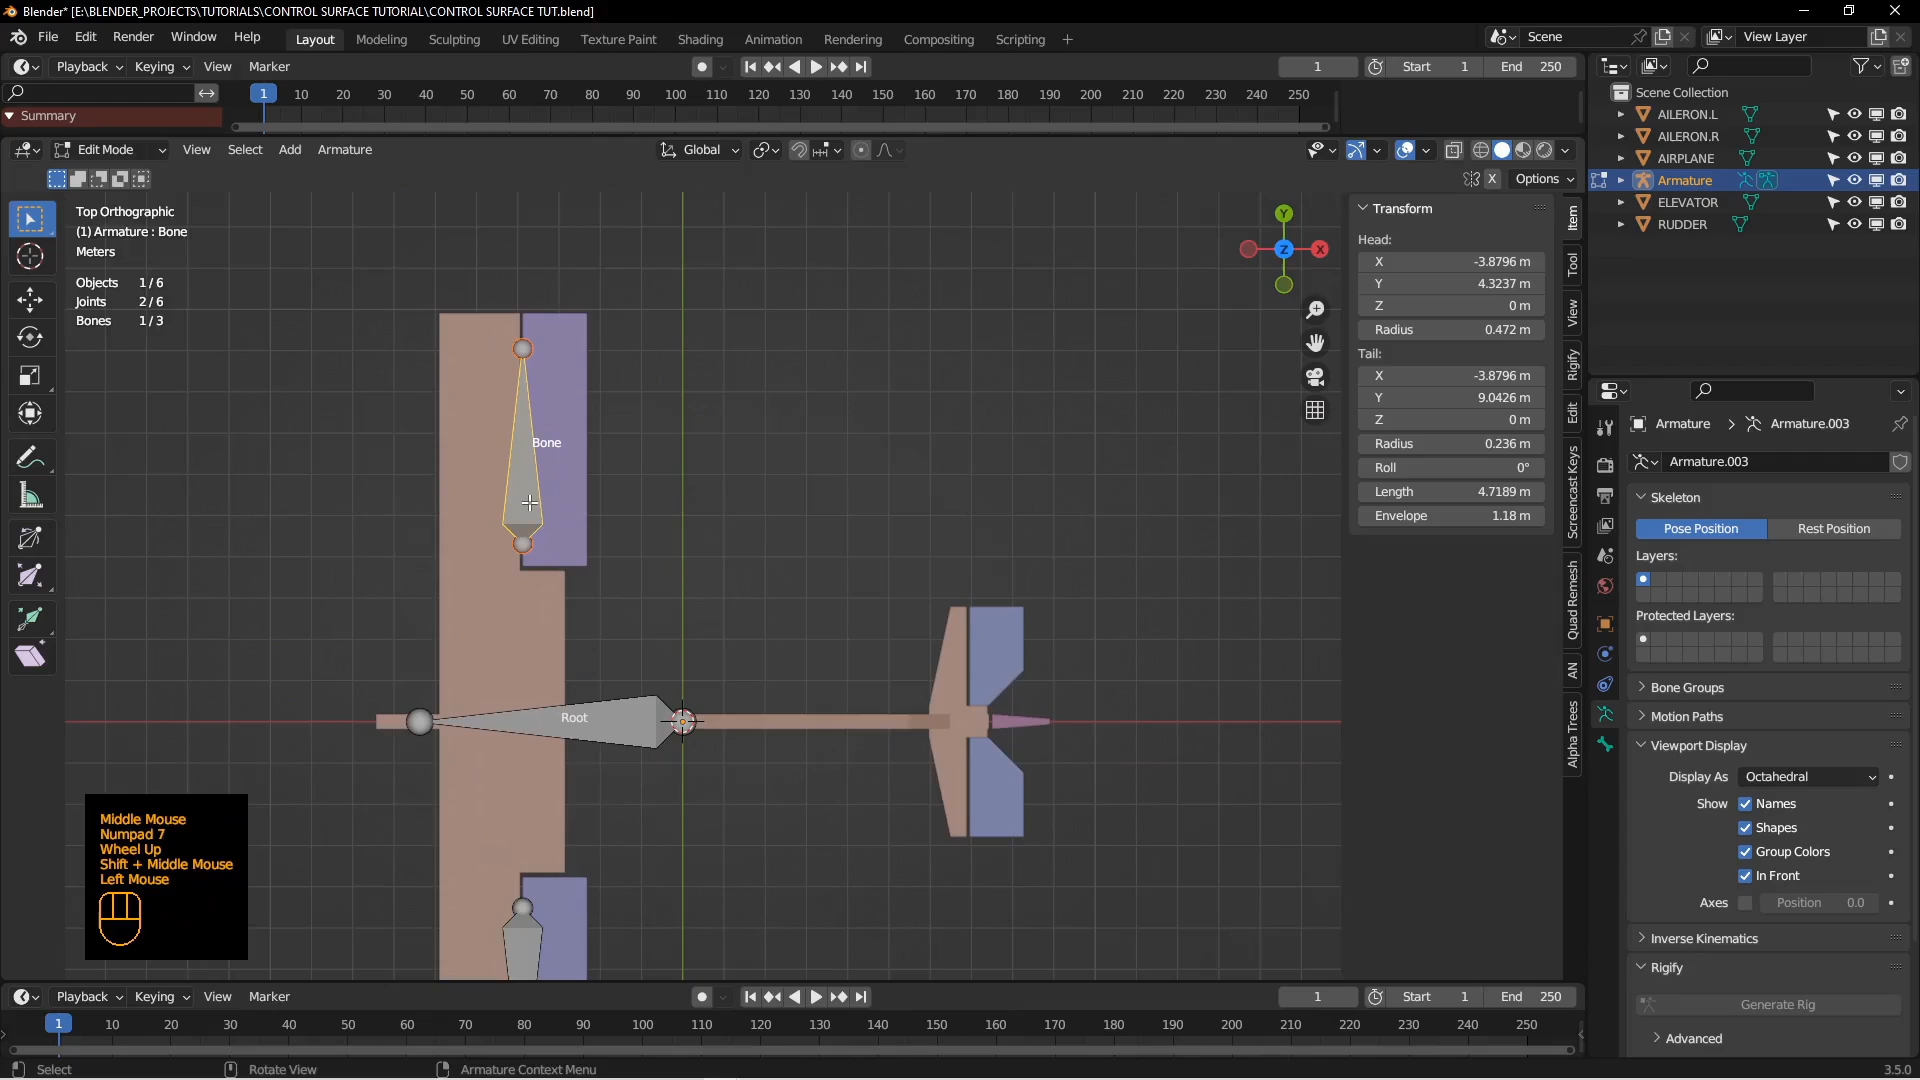 Blender* [E:\BLENDER_PROJECTS\TUTORIALS\CONTROL SURFACE TUTORIAL\CONTROL SURFACE TUT.blend]
File Edit Render Window Help Layout Modeling Sculpting UV Editing Texture Paint Shading Animation Rendering Compositing Scripting + Scene View Layer
Playback Keying View Marker 1 Start 1 End 250
1 10 20 30 40 50 60 70 80 90 100 110 120 130 140 150 160 170 180 190 200 210 220 230 240 250
Summary
Edit Mode View Select Add Armature Global
X Options
Top Orthographic
(1) Armature : Bone
Meters
Objects 1/6
Joints 2/6
Bones 1/3
Bone
Root
Y
Z
X
Middle Mouse
Numpad 7
Wheel Up
Shift + Middle Mouse
Left Mouse
Transform
Head:
X -3.8796 m
Y 4.3237 m
Z 0 m
Radius 0.472 m
Tail:
X -3.8796 m
Y 9.0426 m
Z 0 m
Radius 0.236 m
Roll 0°
Length 4.7189 m
Envelope 1.18 m
Item
Tool
View
Rigify
Edit
Screencast Keys
Quad Remesh
AN
Alpha Trees
Scene Collection
AILERON.L
AILERON.R
AIRPLANE
Armature
ELEVATOR
RUDDER
Armature Armature.003
Armature.003
Skeleton
Pose Position Rest Position
Layers:
Protected Layers:
Bone Groups
Motion Paths
Viewport Display
Display As Octahedral
Show Names
Shapes
Group Colors
In Front
Axes Position 0.0
Inverse Kinematics
Rigify
Generate Rig
Advanced
Playback Keying View Marker 1 Start 1 End 250
1 10 20 30 40 50 60 70 80 90 100 110 120 130 140 150 160 170 180 190 200 210 220 230 240 250
Select Rotate View Armature Context Menu 3.5.0